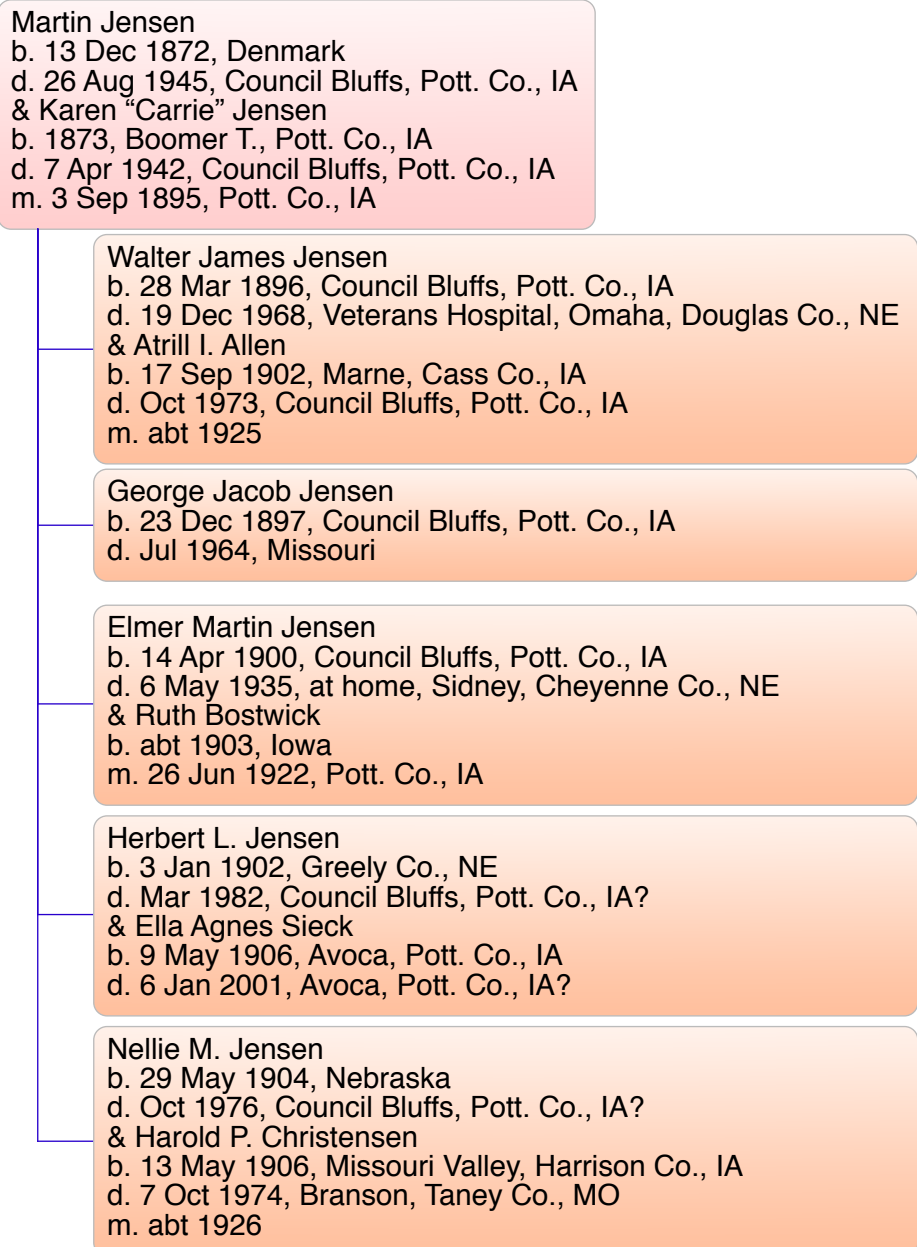 Martin Jensen
b. 13 Dec 1872, Denmark
d. 26 Aug 1945, Council Bluffs, Pott. Co., IA
& Karen “Carrie” Jensen
b. 1873, Boomer T., Pott. Co., IA
d. 7 Apr 1942, Council Bluffs, Pott. Co., IA
m. 3 Sep 1895, Pott. Co., IA
Walter James Jensen
b. 28 Mar 1896, Council Bluffs, Pott. Co., IA
d. 19 Dec 1968, Veterans Hospital, Omaha, Douglas Co., NE
& Atrill I. Allen
b. 17 Sep 1902, Marne, Cass Co., IA
d. Oct 1973, Council Bluffs, Pott. Co., IA
m. abt 1925
George Jacob Jensen
b. 23 Dec 1897, Council Bluffs, Pott. Co., IA
d. Jul 1964, Missouri
Elmer Martin Jensen
b. 14 Apr 1900, Council Bluffs, Pott. Co., IA
d. 6 May 1935, at home, Sidney, Cheyenne Co., NE
& Ruth Bostwick
b. abt 1903, Iowa
m. 26 Jun 1922, Pott. Co., IA
Herbert L. Jensen
b. 3 Jan 1902, Greely Co., NE
d. Mar 1982, Council Bluffs, Pott. Co., IA?
& Ella Agnes Sieck
b. 9 May 1906, Avoca, Pott. Co., IA
d. 6 Jan 2001, Avoca, Pott. Co., IA?
Nellie M. Jensen
b. 29 May 1904, Nebraska
d. Oct 1976, Council Bluffs, Pott. Co., IA?
& Harold P. Christensen
b. 13 May 1906, Missouri Valley, Harrison Co., IA
d. 7 Oct 1974, Branson, Taney Co., MO
m. abt 1926